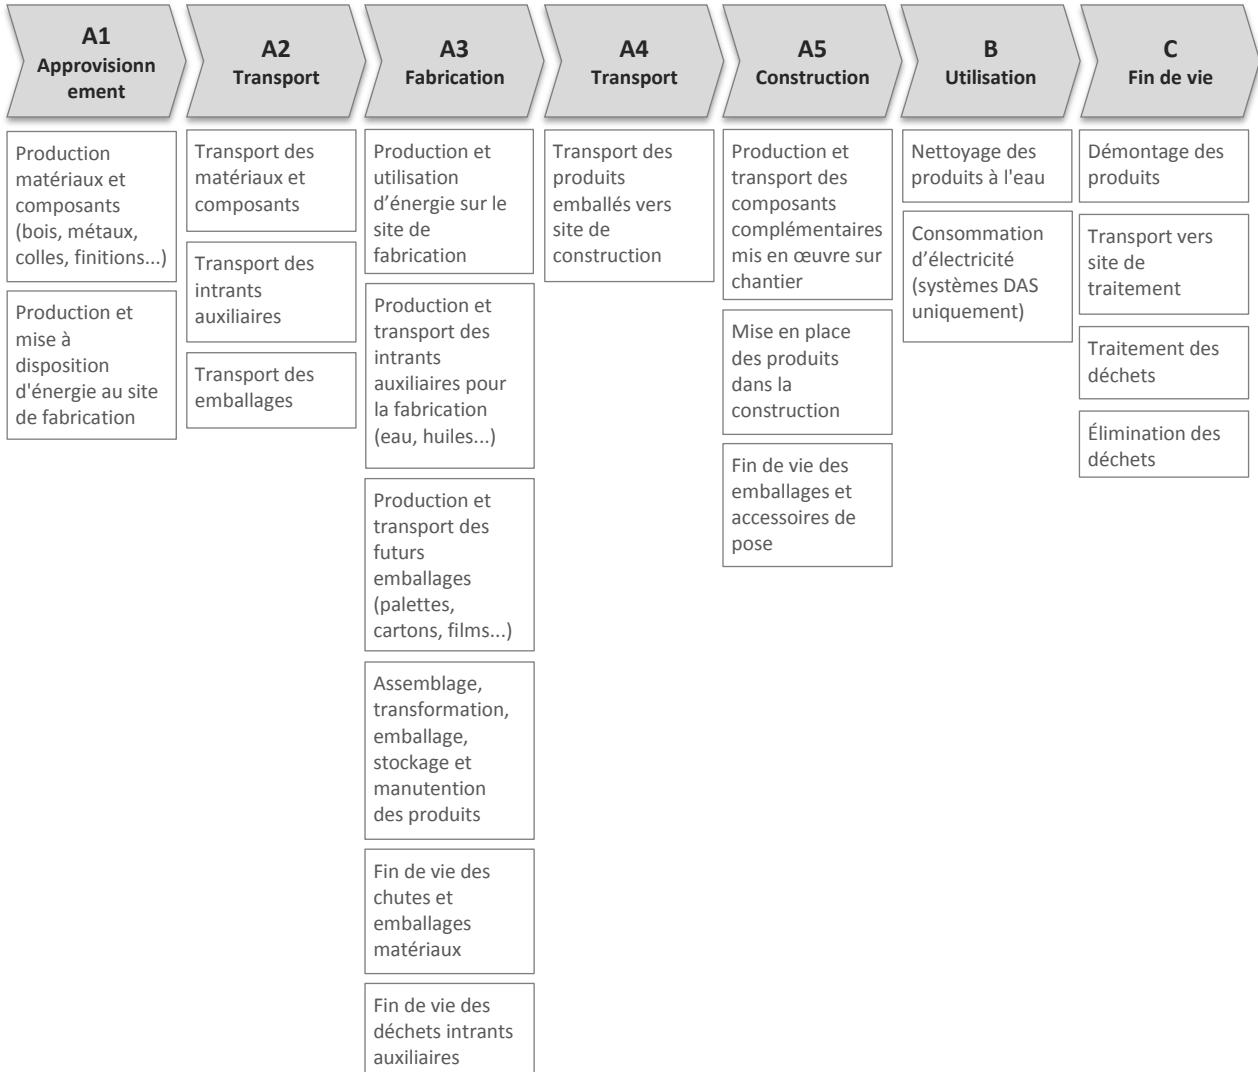 A1
Approvisionn
ement
A2
Transport
A3
Fabrication
A4
Transport
A5
Construction
B
Utilisation
C
Fin de vie
Production
matériaux et
composants
(bois, métaux,
colles, finitions...)
Production et
mise à
disposition
d'énergie au site
de fabrication
Transport des
matériaux et
composants
Transport des
intrants
auxiliaires
Transport des
emballages
Production et
utilisation
d’énergie sur le
site de
fabrication
Production et
transport des
intrants
auxiliaires pour
la fabrication
(eau, huiles...)
Production et
transport des
futurs
emballages
(palettes,
cartons, films...)
Assemblage,
transformation,
emballage,
stockage et
manutention
des produits
Fin de vie des
chutes et
emballages
matériaux
Fin de vie des
déchets intrants
auxiliaires
Transport des
produits
emballés vers
site de
construction
Production et
transport des
composants
complémentaires
mis en œuvre sur
chantier
Mise en place
des produits
dans la
construction
Fin de vie des
emballages et
accessoires de
pose
Nettoyage des
produits à l'eau
Consommation
d’électricité
(systèmes DAS
uniquement)
Démontage des
produits
Transport vers
site de
traitement
Traitement des
déchets
Élimination des
déchets